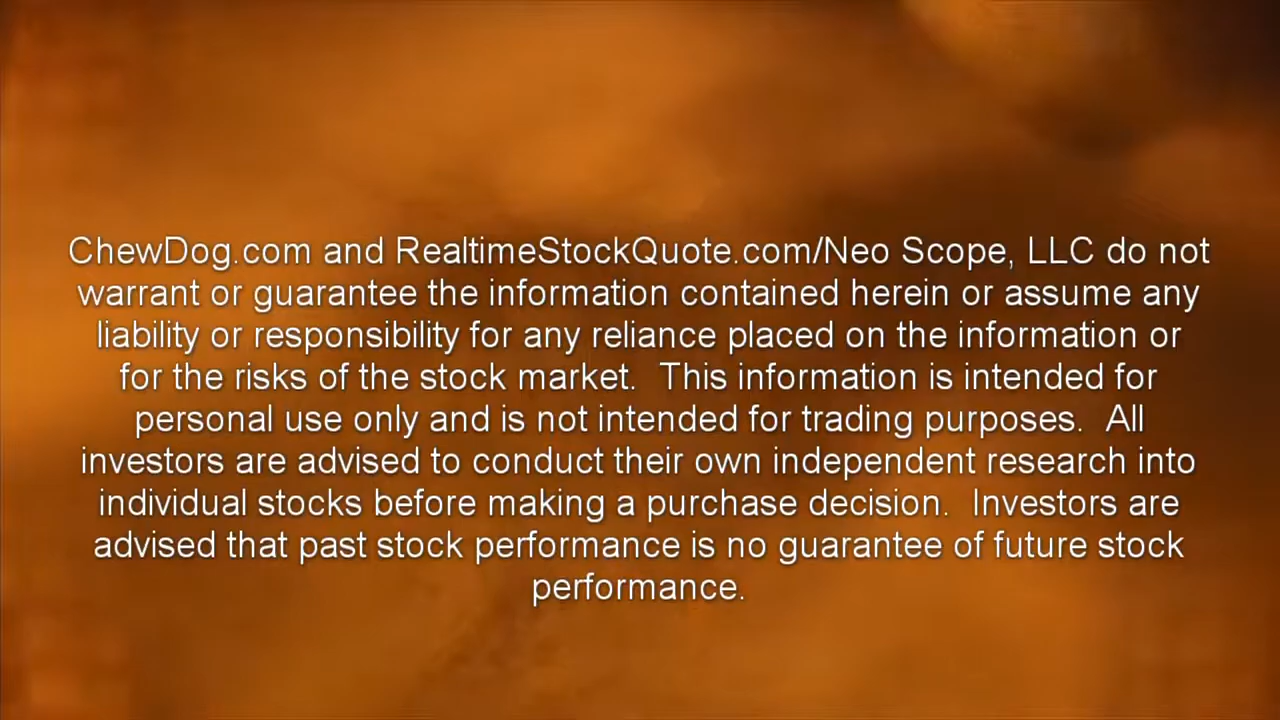 ChewDog.com and RealtimeStockQuote.com/Neo Scope, LLC do not
warrant or guarantee the information contained herein or assume any
liability or responsibility for any reliance placed on the information or
for the risks of the stock market.  This information is intended for
personal use only and is not intended for trading purposes.  All
investors are advised to conduct their own independent research into
individual stocks before making a purchase decision.  Investors are
advised that past stock performance is no guarantee of future stock
performance.